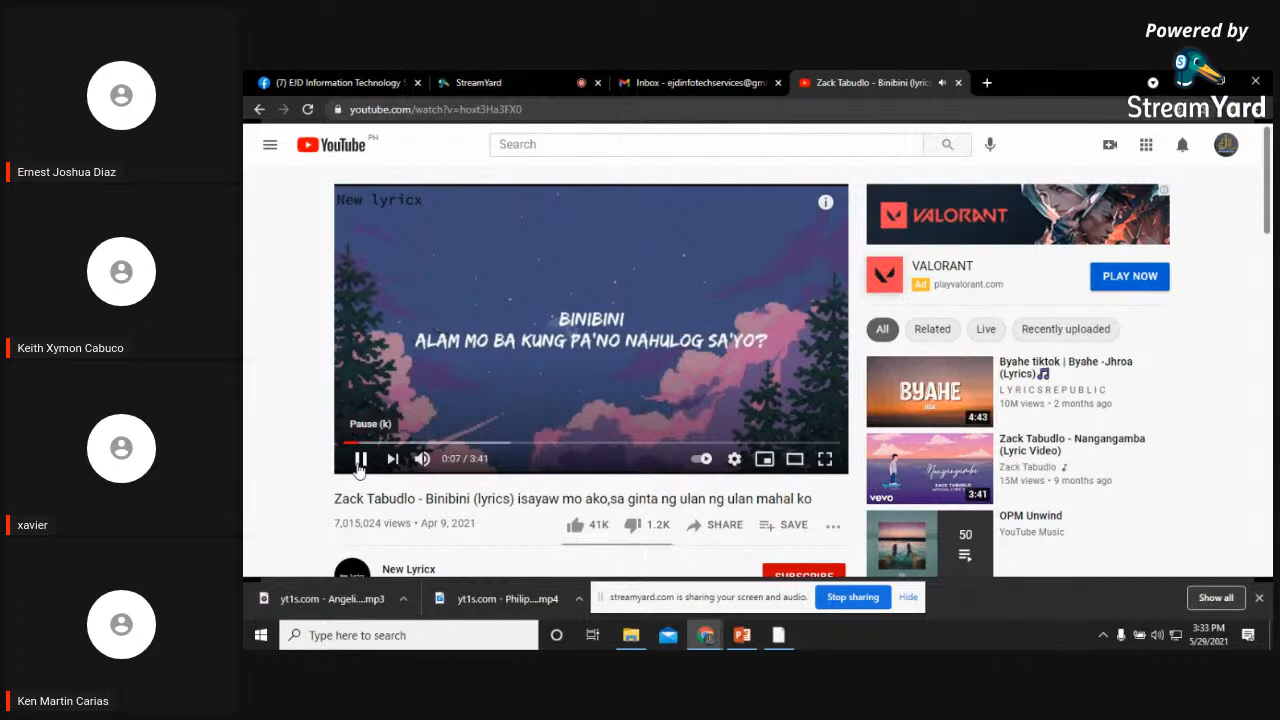 Powered by
StreamYard
Ernest Joshua Diaz
Keith Xymon Cabuco
xavier
Ken Martin Carias
(7) EJD Information Technology S
StreamYard
Inbox - ejdinfotechservices@gm
Zack Tabudlo - Binibini (lyric
youtube.com/watch?v=hoxt3Ha3FX0
YouTube PH
Search
New lyricx
BINIBINI
ALAM MO BA KUNG PA'NO NAHULOG SA'YO?
Pause (k)
0:07 / 3:41
Zack Tabudlo - Binibini (lyrics) isayaw mo ako,sa ginta ng ulan ng ulan mahal ko
7,015,024 views • Apr 9, 2021
41K
1.2K
SHARE
SAVE
New Lyricx
SUBSCRIBE
VALORANT
VALORANT
Ad playvalorant.com
PLAY NOW
All
Related
Live
Recently uploaded
BYAHE
4:43
Byahe tiktok | Byahe -Jhroa
(Lyrics)🎵
L Y R I C S R E P U B L I C
10M views • 2 months ago
Nangangamba
vevo
3:41
Zack Tabudlo - Nangangamba
(Lyric Video)
Zack Tabudlo
15M views • 9 months ago
50
OPM Unwind
YouTube Music
yt1s.com - Angeli....mp3
yt1s.com - Philip....mp4
streamyard.com is sharing your screen and audio.
Stop sharing
Hide
Show all
Type here to search
3:33 PM
5/29/2021